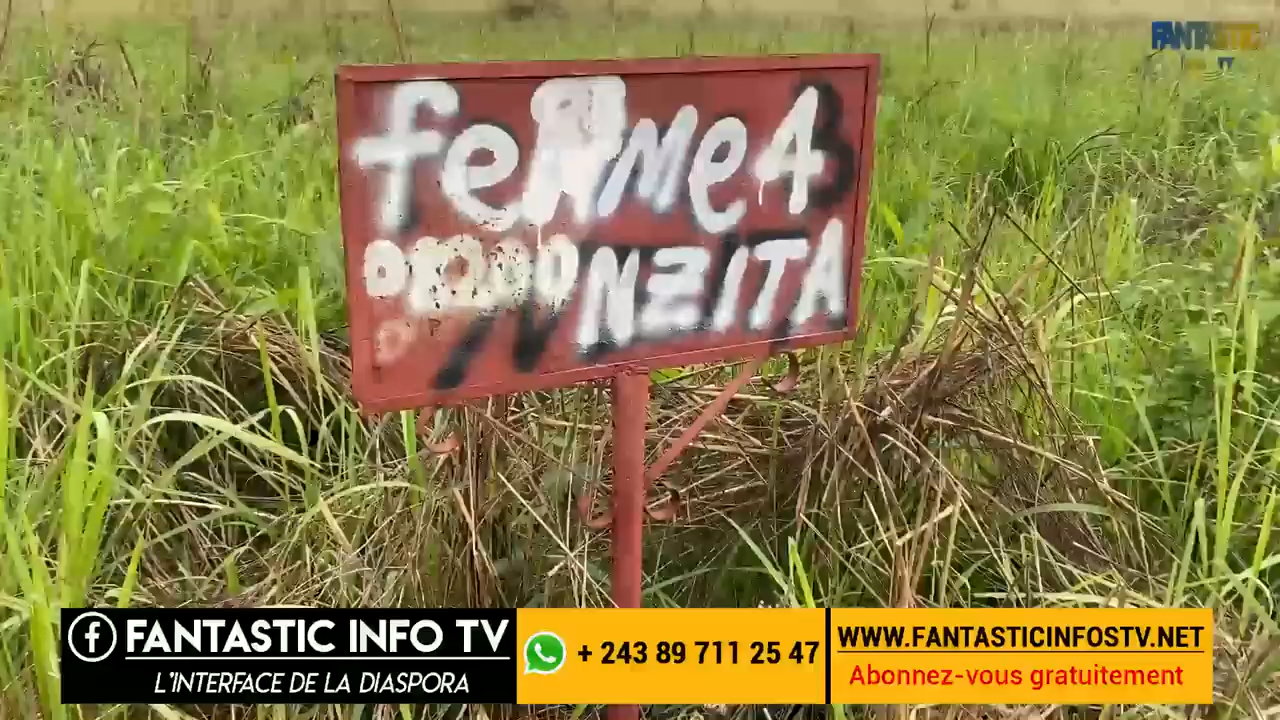 FANTASTIC
ferme 4
NZITA
FANTASTIC INFO TV
L'INTERFACE DE LA DIASPORA
+ 243 89 711 25 47
WWW.FANTASTICINFOSTV.NET
Abonnez-vous gratuitement